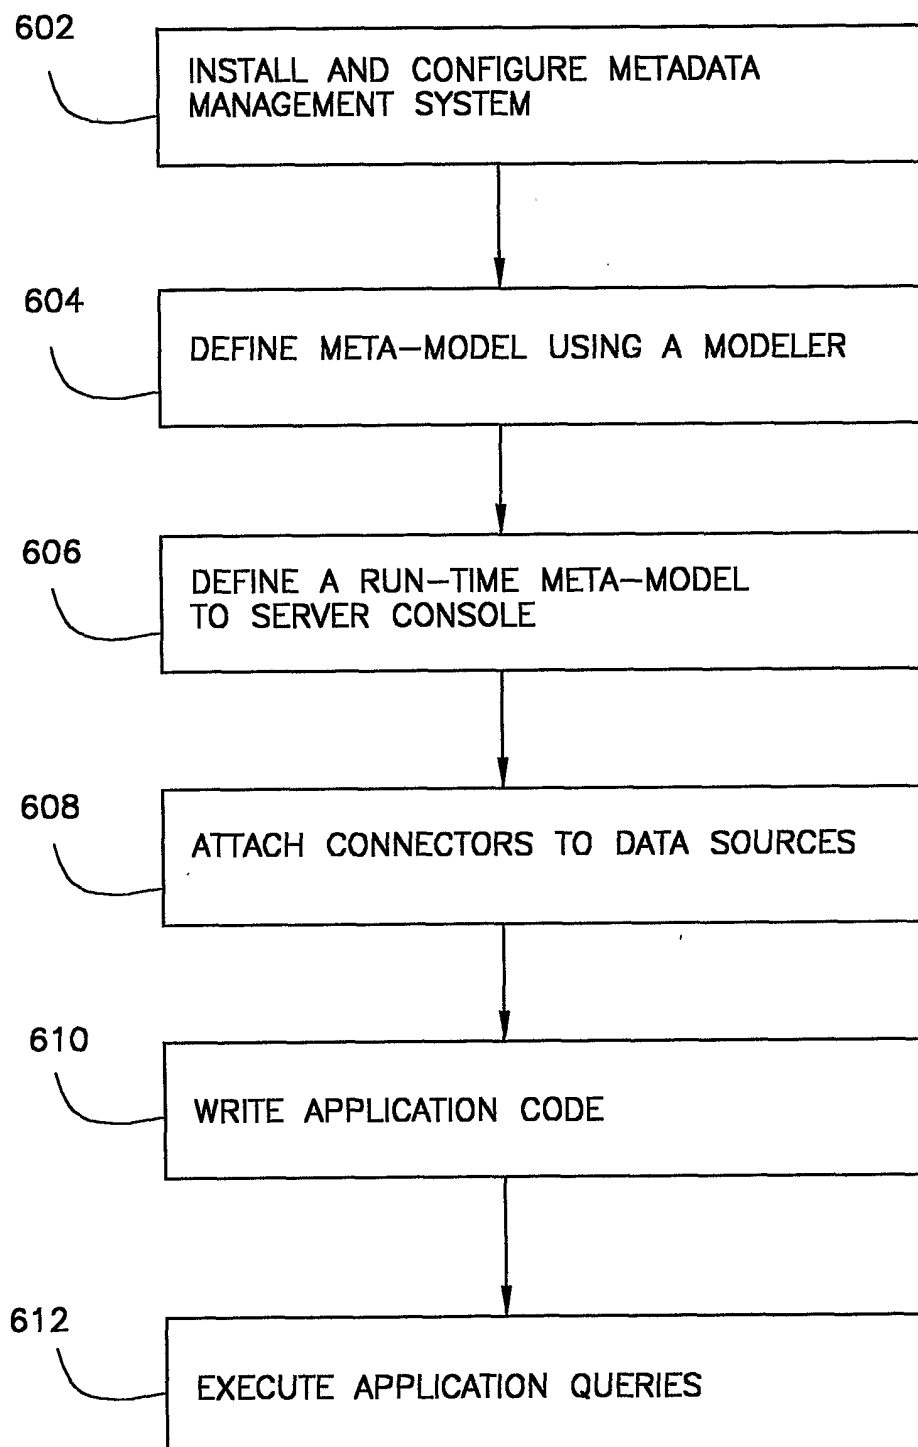 602
INSTALL AND CONFIGURE METADATA
MANAGEMENT SYSTEM
604
DEFINE META-MODEL USING A MODELER
606
DEFINE A RUN-TIME META-MODEL
TO SERVER CONSOLE
608
ATTACH CONNECTORS TO DATA SOURCES
610
WRITE APPLICATION CODE
612
EXECUTE APPLICATION QUERIES